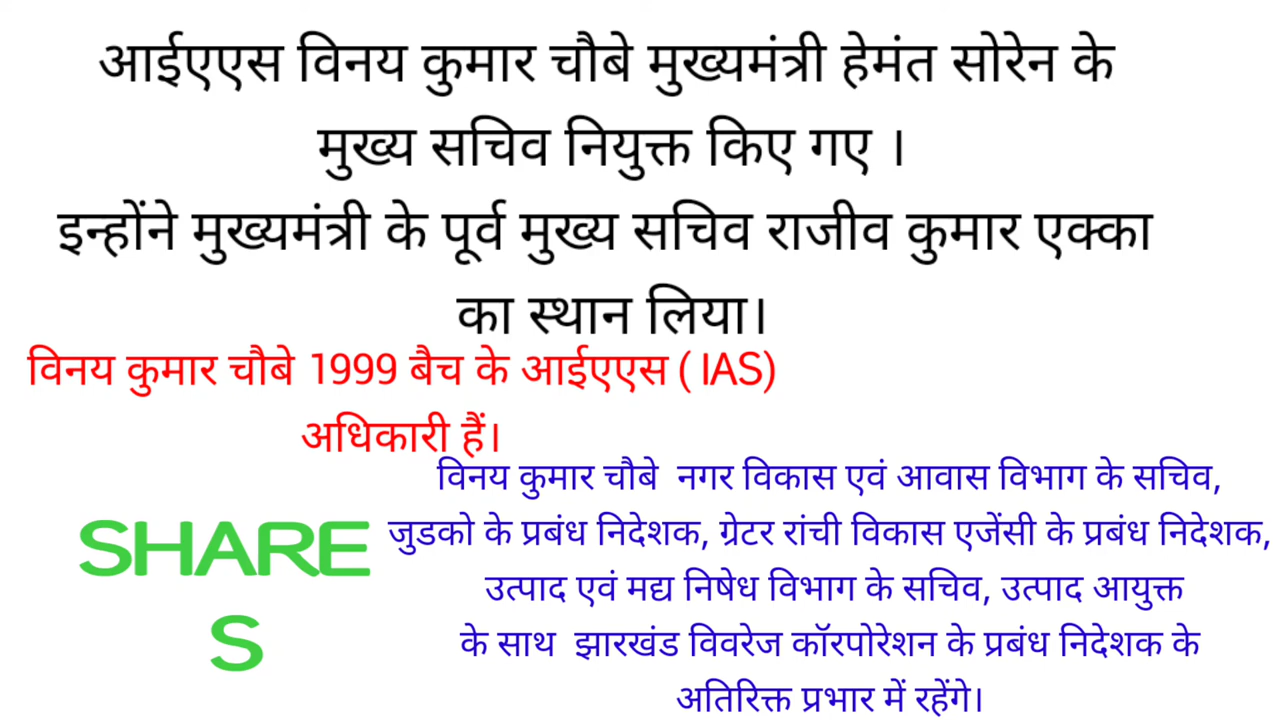 आईएएस विनय कुमार चौबे मुख्यमंत्री हेमंत सोरेन के
मुख्य सचिव नियुक्त किए गए ।
इन्होंने मुख्यमंत्री के पूर्व मुख्य सचिव राजीव कुमार एक्का
का स्थान लिया।
विनय कुमार चौबे 1999 बैच के आईएएस ( IAS)
अधिकारी हैं।
विनय कुमार चौबे नगर विकास एवं आवास विभाग के सचिव,
जुडको के प्रबंध निदेशक, ग्रेटर रांची विकास एजेंसी के प्रबंध निदेशक,
उत्पाद एवं मद्य निषेध विभाग के सचिव, उत्पाद आयुक्त
के साथ झारखंड विवरेज कॉरपोरेशन के प्रबंध निदेशक के
अतिरिक्त प्रभार में रहेंगे।
SHARE
S